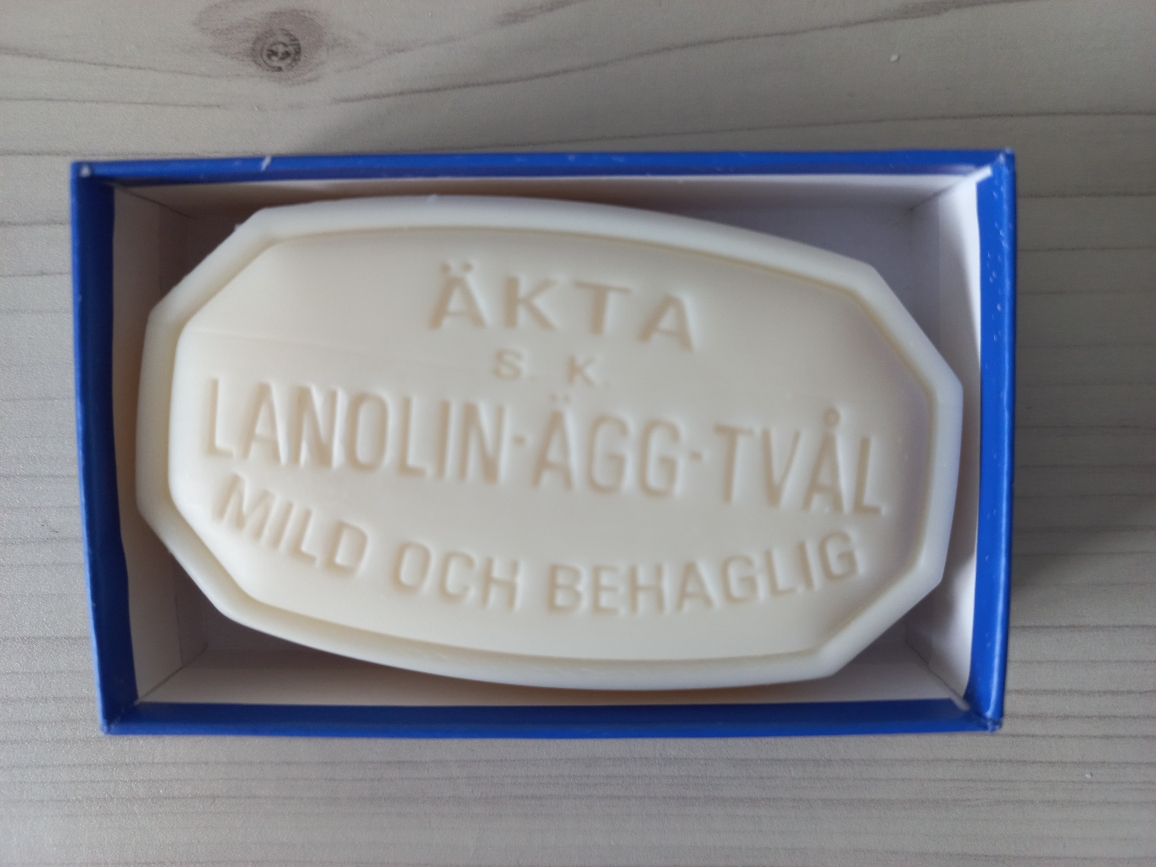 ÄKTA
S. K.
LANOLIN-ÄGG-TVÅL
MILD OCH BEHAGLIG